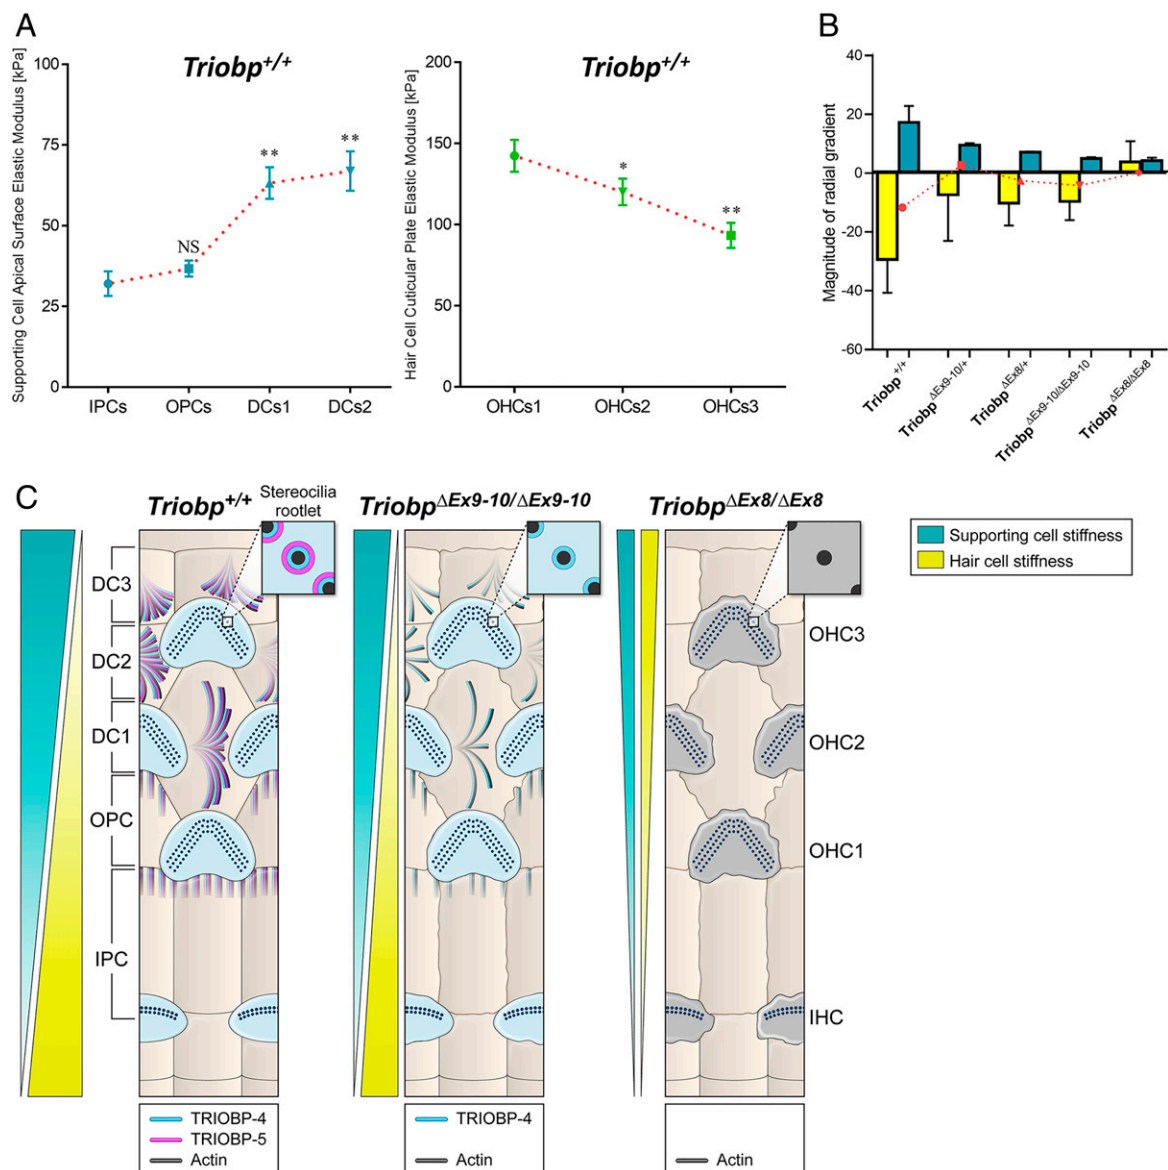 A
Triobp+/+
Supporting Cell Apical Surface Elastic Modulus [kPa]
100
75
50
25
0
NS
**
**
IPCs
OPCs
DCs1
DCs2
Triobp+/+
Hair Cell Cuticular Plate Elastic Modulus [kPa]
200
150
100
50
0
*
**
OHCs1
OHCs2
OHCs3
B
Magnitude of radial gradient
40
20
0
-20
-40
-60
Triobp+/+
TriobpΔEx9-10/+
TriobpΔEx8/+
TriobpΔEx9-10/ΔEx9-10
TriobpΔEx8/ΔEx8
C
Triobp+/+
Stereocilia
rootlet
TriobpΔEx9-10/ΔEx9-10
TriobpΔEx8/ΔEx8
Supporting cell stiffness
Hair cell stiffness
DC3
DC2
DC1
OPC
IPC
OHC3
OHC2
OHC1
IHC
TRIOBP-4
TRIOBP-5
Actin
TRIOBP-4
Actin
Actin